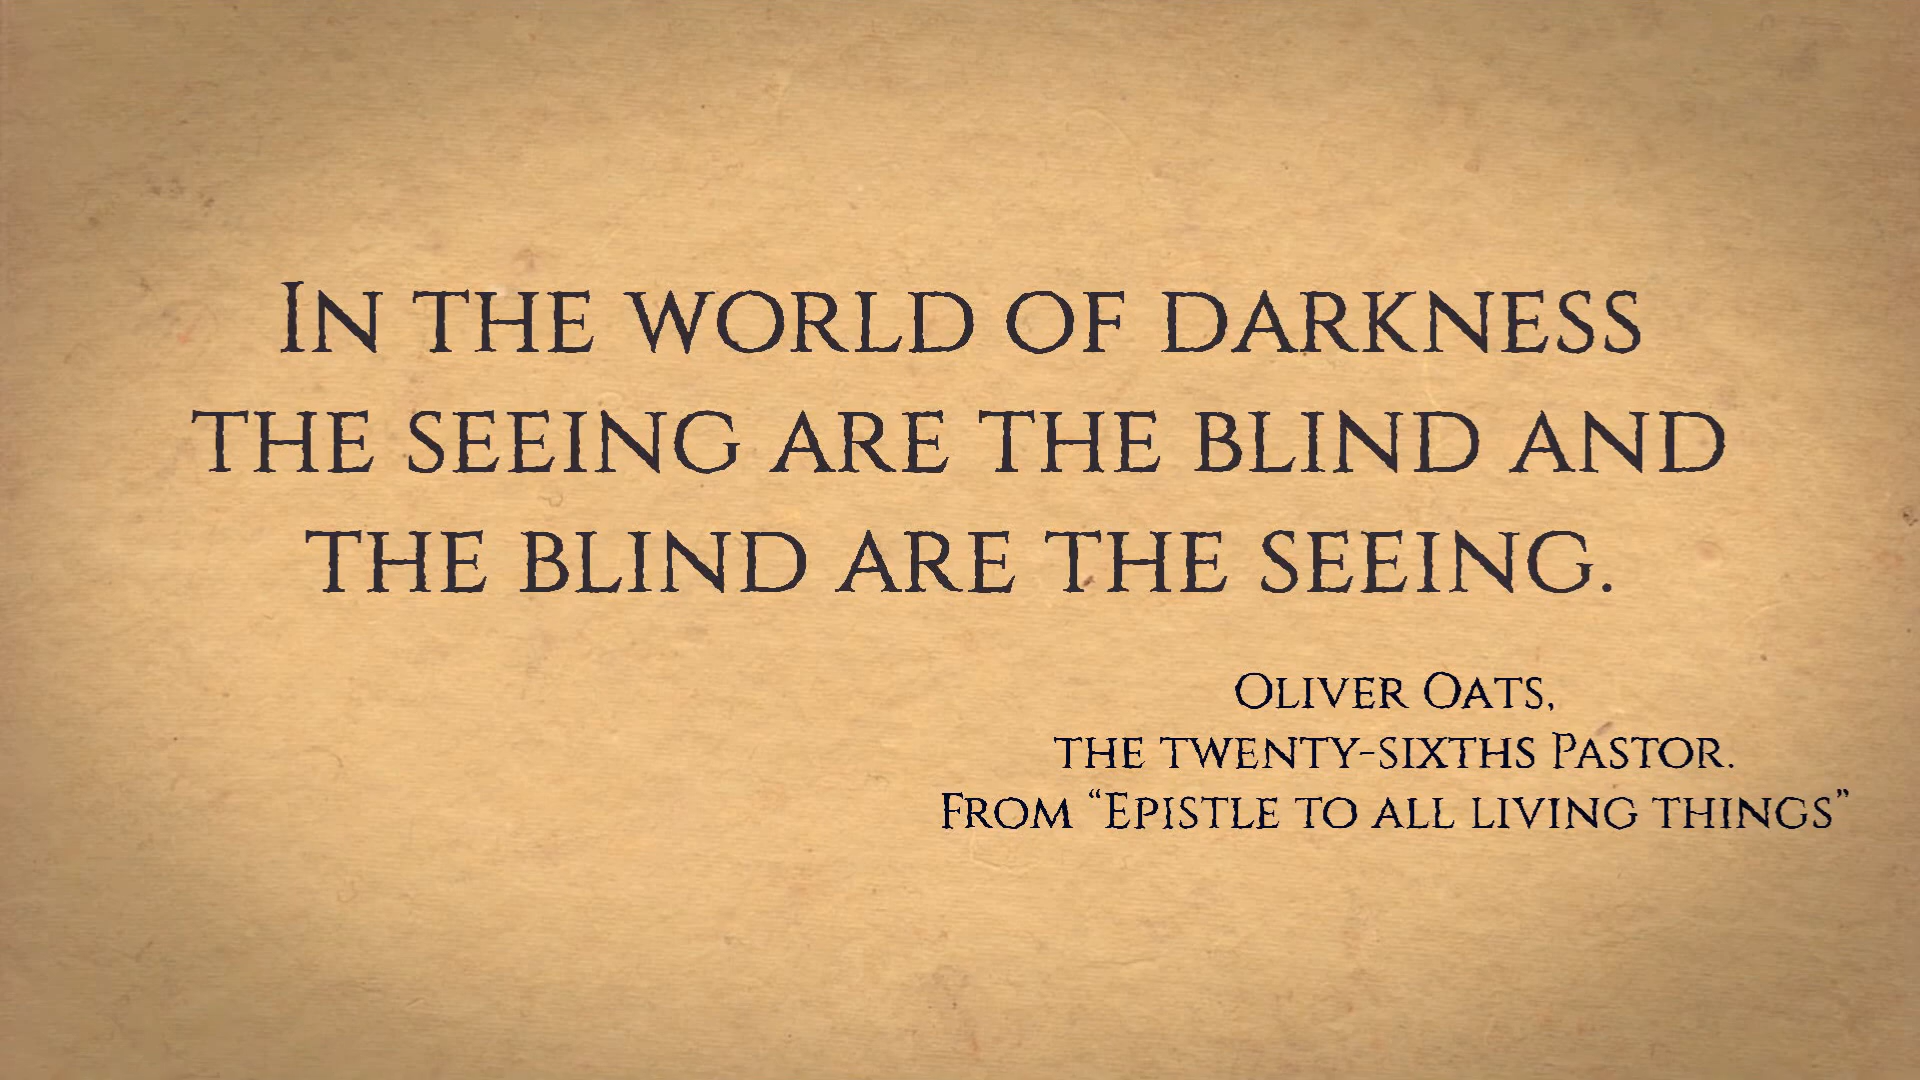 In the world of darkness
the seeing are the blind and
the blind are the seeing.
Oliver Oats,
the twenty-sixths Pastor.
From “Epistle to all living things”